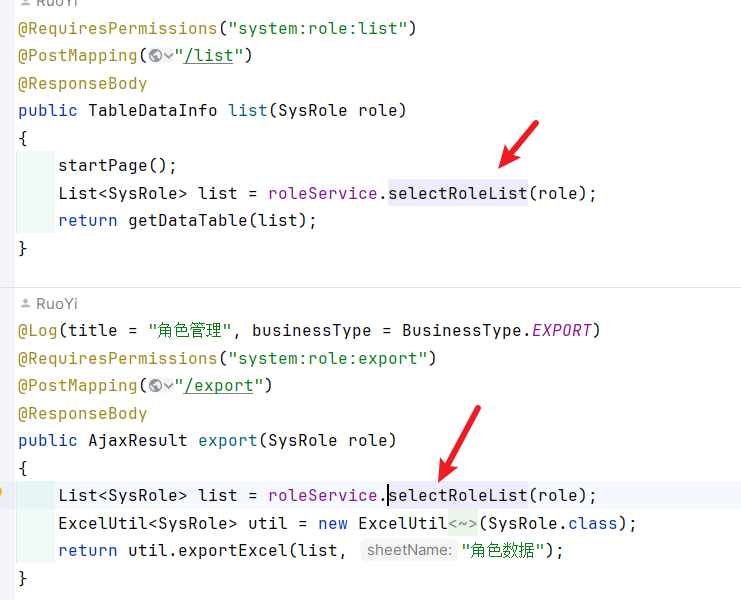 RuoYi
@RequiresPermissions("system:role:list")
@PostMapping("/list")
@ResponseBody
public TableDataInfo list(SysRole role)
{
startPage();
List<SysRole> list = roleService.selectRoleList(role);
return getDataTable(list);
}
RuoYi
@Log(title = "角色管理", businessType = BusinessType.EXPORT)
@RequiresPermissions("system:role:export")
@PostMapping("/export")
@ResponseBody
public AjaxResult export(SysRole role)
{
List<SysRole> list = roleService.selectRoleList(role);
ExcelUtil<SysRole> util = new ExcelUtil<~>(SysRole.class);
return util.exportExcel(list, sheetName: "角色数据");
}